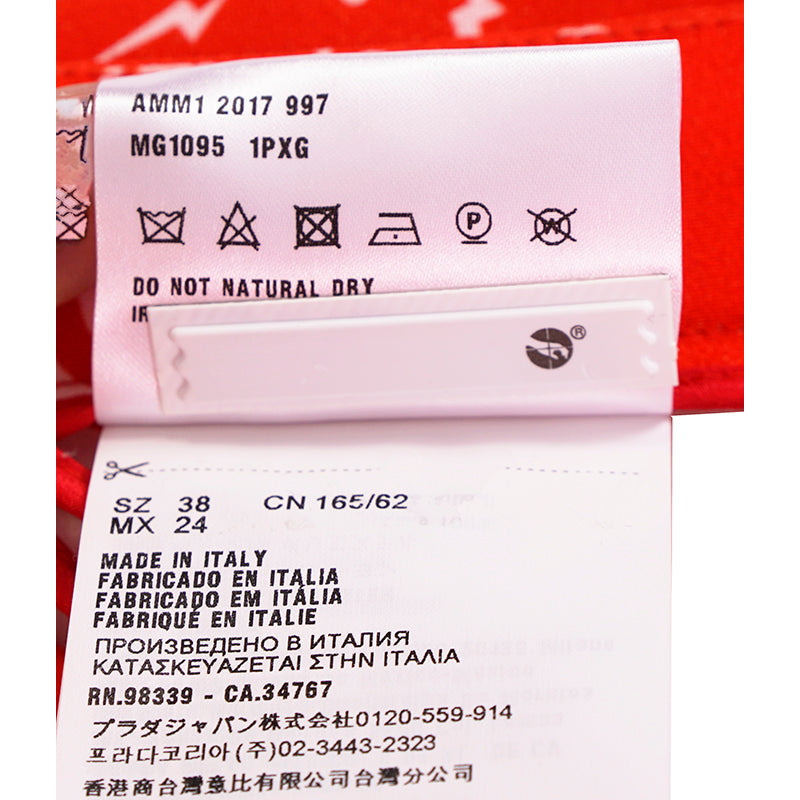 AMM1 2017 997
MG1095 1PXG
P
W
DO NOT NATURAL DRY
®
SZ 38 CN 165/62
MX 24
MADE IN ITALY
FABRICADO EN ITALIA
FABRICADO EM ITÁLIA
FABRIQUÉ EN ITALIE
ПРОИЗВЕДЕНО В ИТАЛИЯ
ΚΑΤΑΣΚΕΥΑΖΕΤΑΙ ΣΤΗΝ ΙΤΑΛΙΑ
RN.98339 - CA.34767
プラダジャパン株式会社0120-559-914
프라다코리아(주)02-3443-2323
香港商台灣意比有限公司台灣分公司